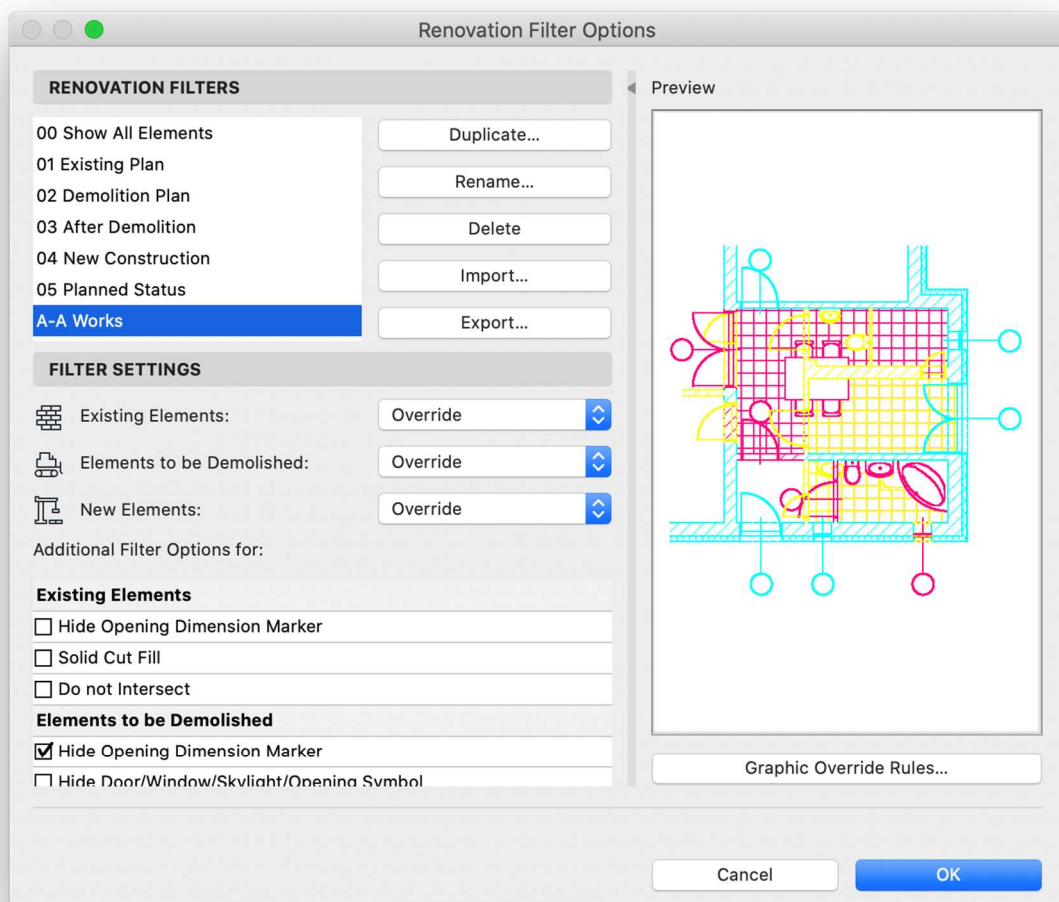 Renovation Filter Options
RENOVATION FILTERS
00 Show All Elements
01 Existing Plan
02 Demolition Plan
03 After Demolition
04 New Construction
05 Planned Status
A-A Works
Duplicate...
Rename...
Delete
Import...
Export...
FILTER SETTINGS
Existing Elements: Override
Elements to be Demolished: Override
New Elements: Override
Additional Filter Options for:
Existing Elements
Hide Opening Dimension Marker
Solid Cut Fill
Do not Intersect
Elements to be Demolished
Hide Opening Dimension Marker
Hide Door/Window/Skylight/Opening Symbol
Preview
Graphic Override Rules...
Cancel
OK